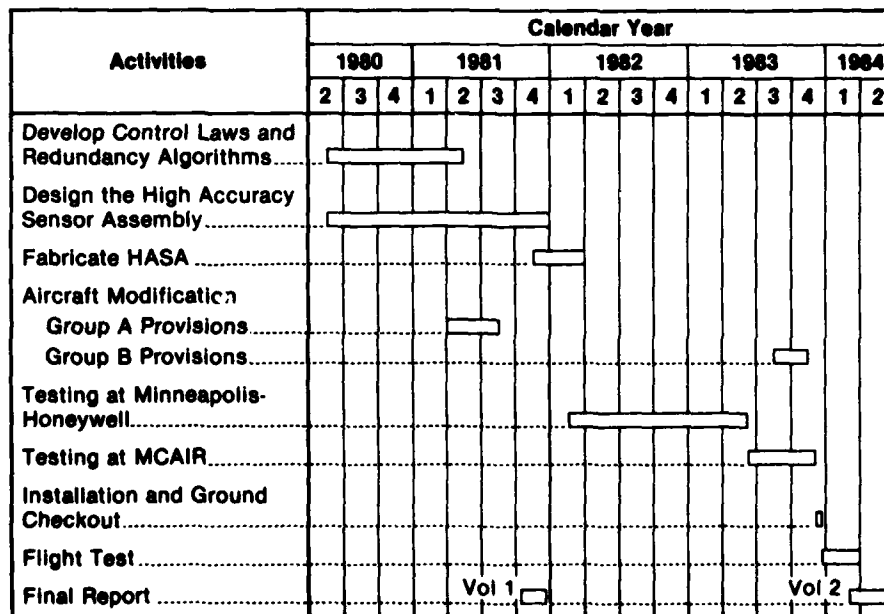 Calendar Year
Activities
1980 1981 1982 1983 1984
2 3 4 1 2 3 4 1 2 3 4 1 2 3 4 1 2
Develop Control Laws and
Redundancy Algorithms
Design the High Accuracy
Sensor Assembly
Fabricate HASA
Aircraft Modification
Group A Provisions
Group B Provisions
Testing at Minneapolis-
Honeywell
Testing at MCAIR
Installation and Ground
Checkout
Flight Test
Final Report Vol 1 Vol 2